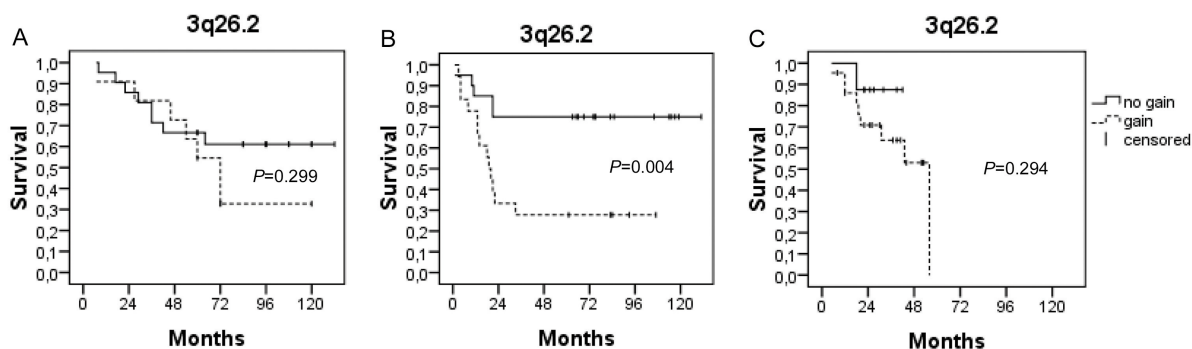 A
3q26.2
Survival
1,0
0,9
0,8
0,7
0,6
0,5
0,4
0,3
0,2
0,1
0,0
P=0.299
0 24 48 72 96 120
Months
B
3q26.2
Survival
1,0
0,9
0,8
0,7
0,6
0,5
0,4
0,3
0,2
0,1
0,0
P=0.004
0 24 48 72 96 120
Months
C
3q26.2
Survival
1,0
0,9
0,8
0,7
0,6
0,5
0,4
0,3
0,2
0,1
0,0
P=0.294
0 24 48 72 96 120
Months
no gain
gain
censored